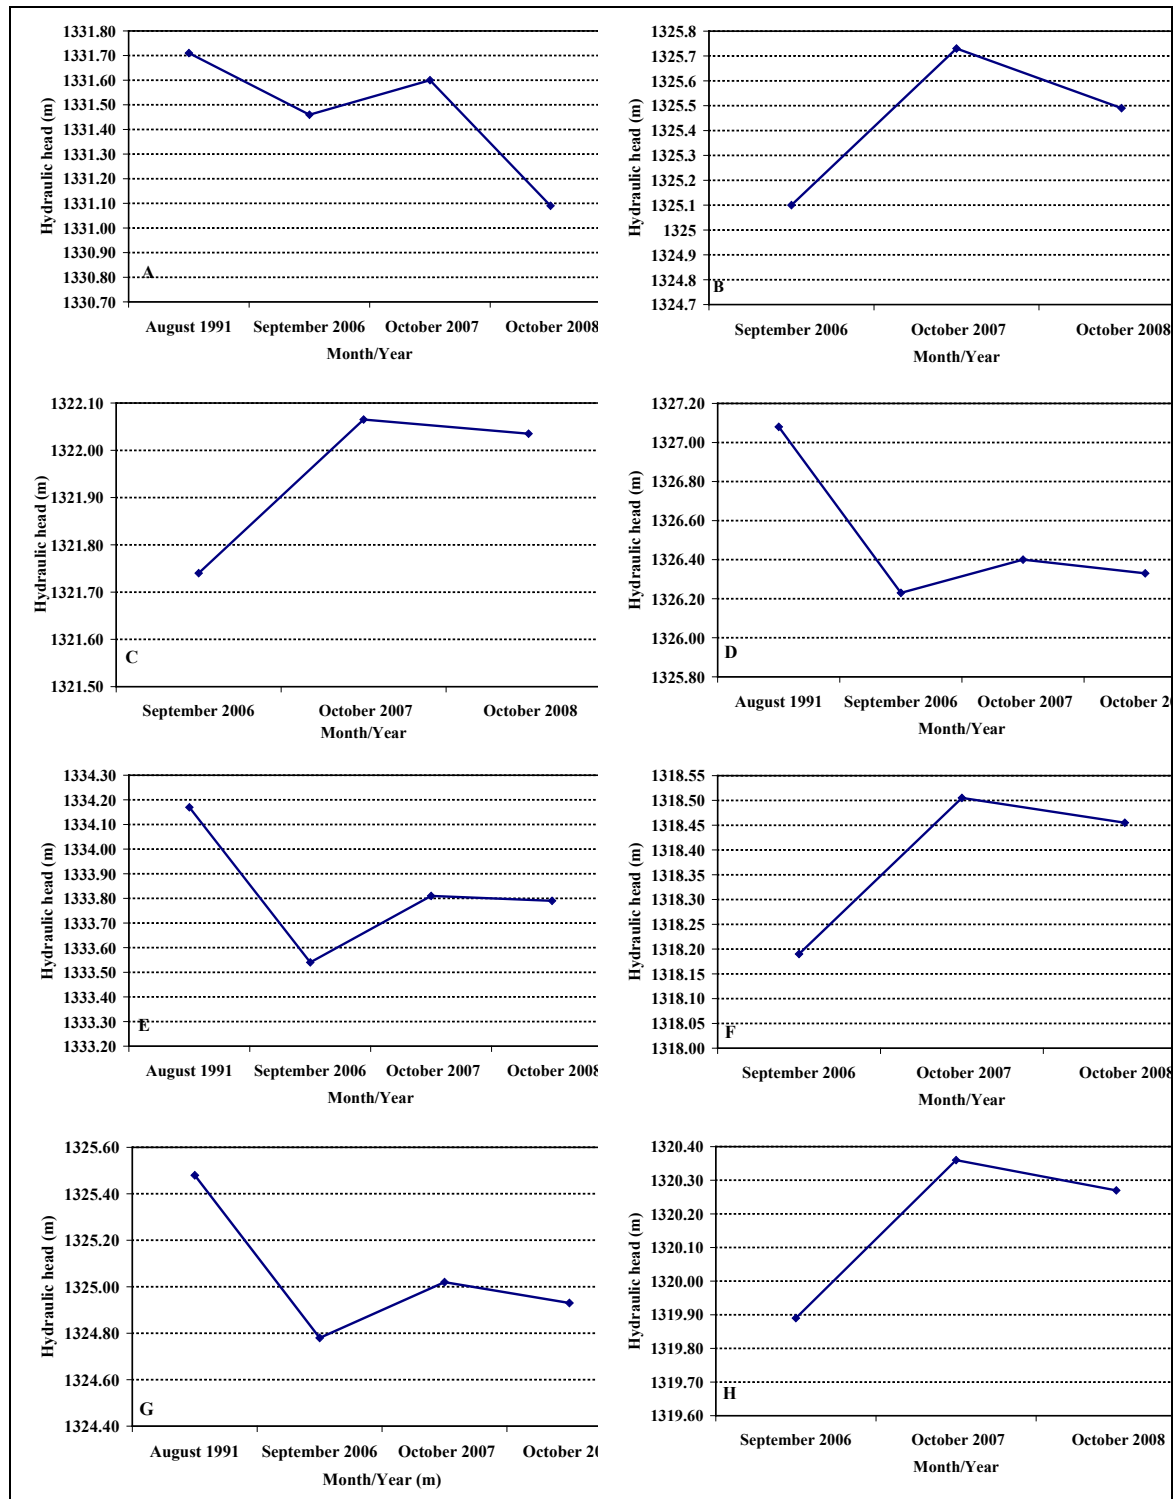 Hydraulic head (m)
1331.80
1331.70
1331.60
1331.50
1331.40
1331.30
1331.20
1331.10
1331.00
1330.90
1330.80
1330.70
A
August 1991 September 2006 October 2007 October 2008
Month/Year
Hydraulic head (m)
1325.8
1325.7
1325.6
1325.5
1325.4
1325.3
1325.2
1325.1
1325
1324.9
1324.8
1324.7
B
September 2006 October 2007 October 2008
Month/Year
Hydraulic head (m)
1322.10
1322.00
1321.90
1321.80
1321.70
1321.60
1321.50
C
September 2006 October 2007 October 2008
Month/Year
Hydraulic head (m)
1327.20
1327.00
1326.80
1326.60
1326.40
1326.20
1326.00
1325.80
D
August 1991 September 2006 October 2007 October 20
Month/Year
Hydraulic head (m)
1334.30
1334.20
1334.10
1334.00
1333.90
1333.80
1333.70
1333.60
1333.50
1333.40
1333.30
1333.20
E
August 1991 September 2006 October 2007 October 2008
Month/Year
Hydraulic head (m)
1318.55
1318.50
1318.45
1318.40
1318.35
1318.30
1318.25
1318.20
1318.15
1318.10
1318.05
1318.00
F
September 2006 October 2007 October 2008
Month/Year
Hydraulic head (m)
1325.60
1325.40
1325.20
1325.00
1324.80
1324.60
1324.40
G
August 1991 September 2006 October 2007 October 20
Month/Year (m)
Hydraulic head (m)
1320.40
1320.30
1320.20
1320.10
1320.00
1319.90
1319.80
1319.70
1319.60
H
September 2006 October 2007 October 2008
Month/Year